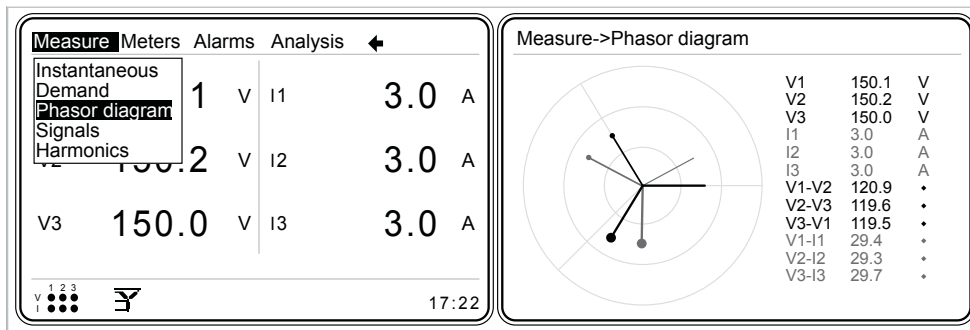 Measure Meters Alarms Analysis
Instantaneous
Demand
Phasor diagram
Signals
Harmonics
1 V I1 3.0 A
.2 V I2 3.0 A
V3 150.0 V I3 3.0 A
1 2 3
V
I
17:22
Measure->Phasor diagram
V1 150.1 V
V2 150.2 V
V3 150.0 V
I1 3.0 A
I2 3.0 A
I3 3.0 A
V1-V2 120.9
V2-V3 119.6
V3-V1 119.5
V1-I1 29.4
V2-I2 29.3
V3-I3 29.7